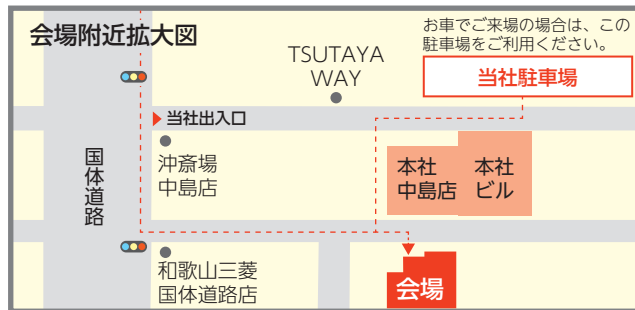 会場附近拡大図
お車でご来場の場合は、この
駐車場をご利用ください。
当社駐車場
TSUTAYA
WAY
当社出入口
国体道路
沖斎場
中島店
本社
中島店
本社
ビル
和歌山三菱
国体道路店
会場